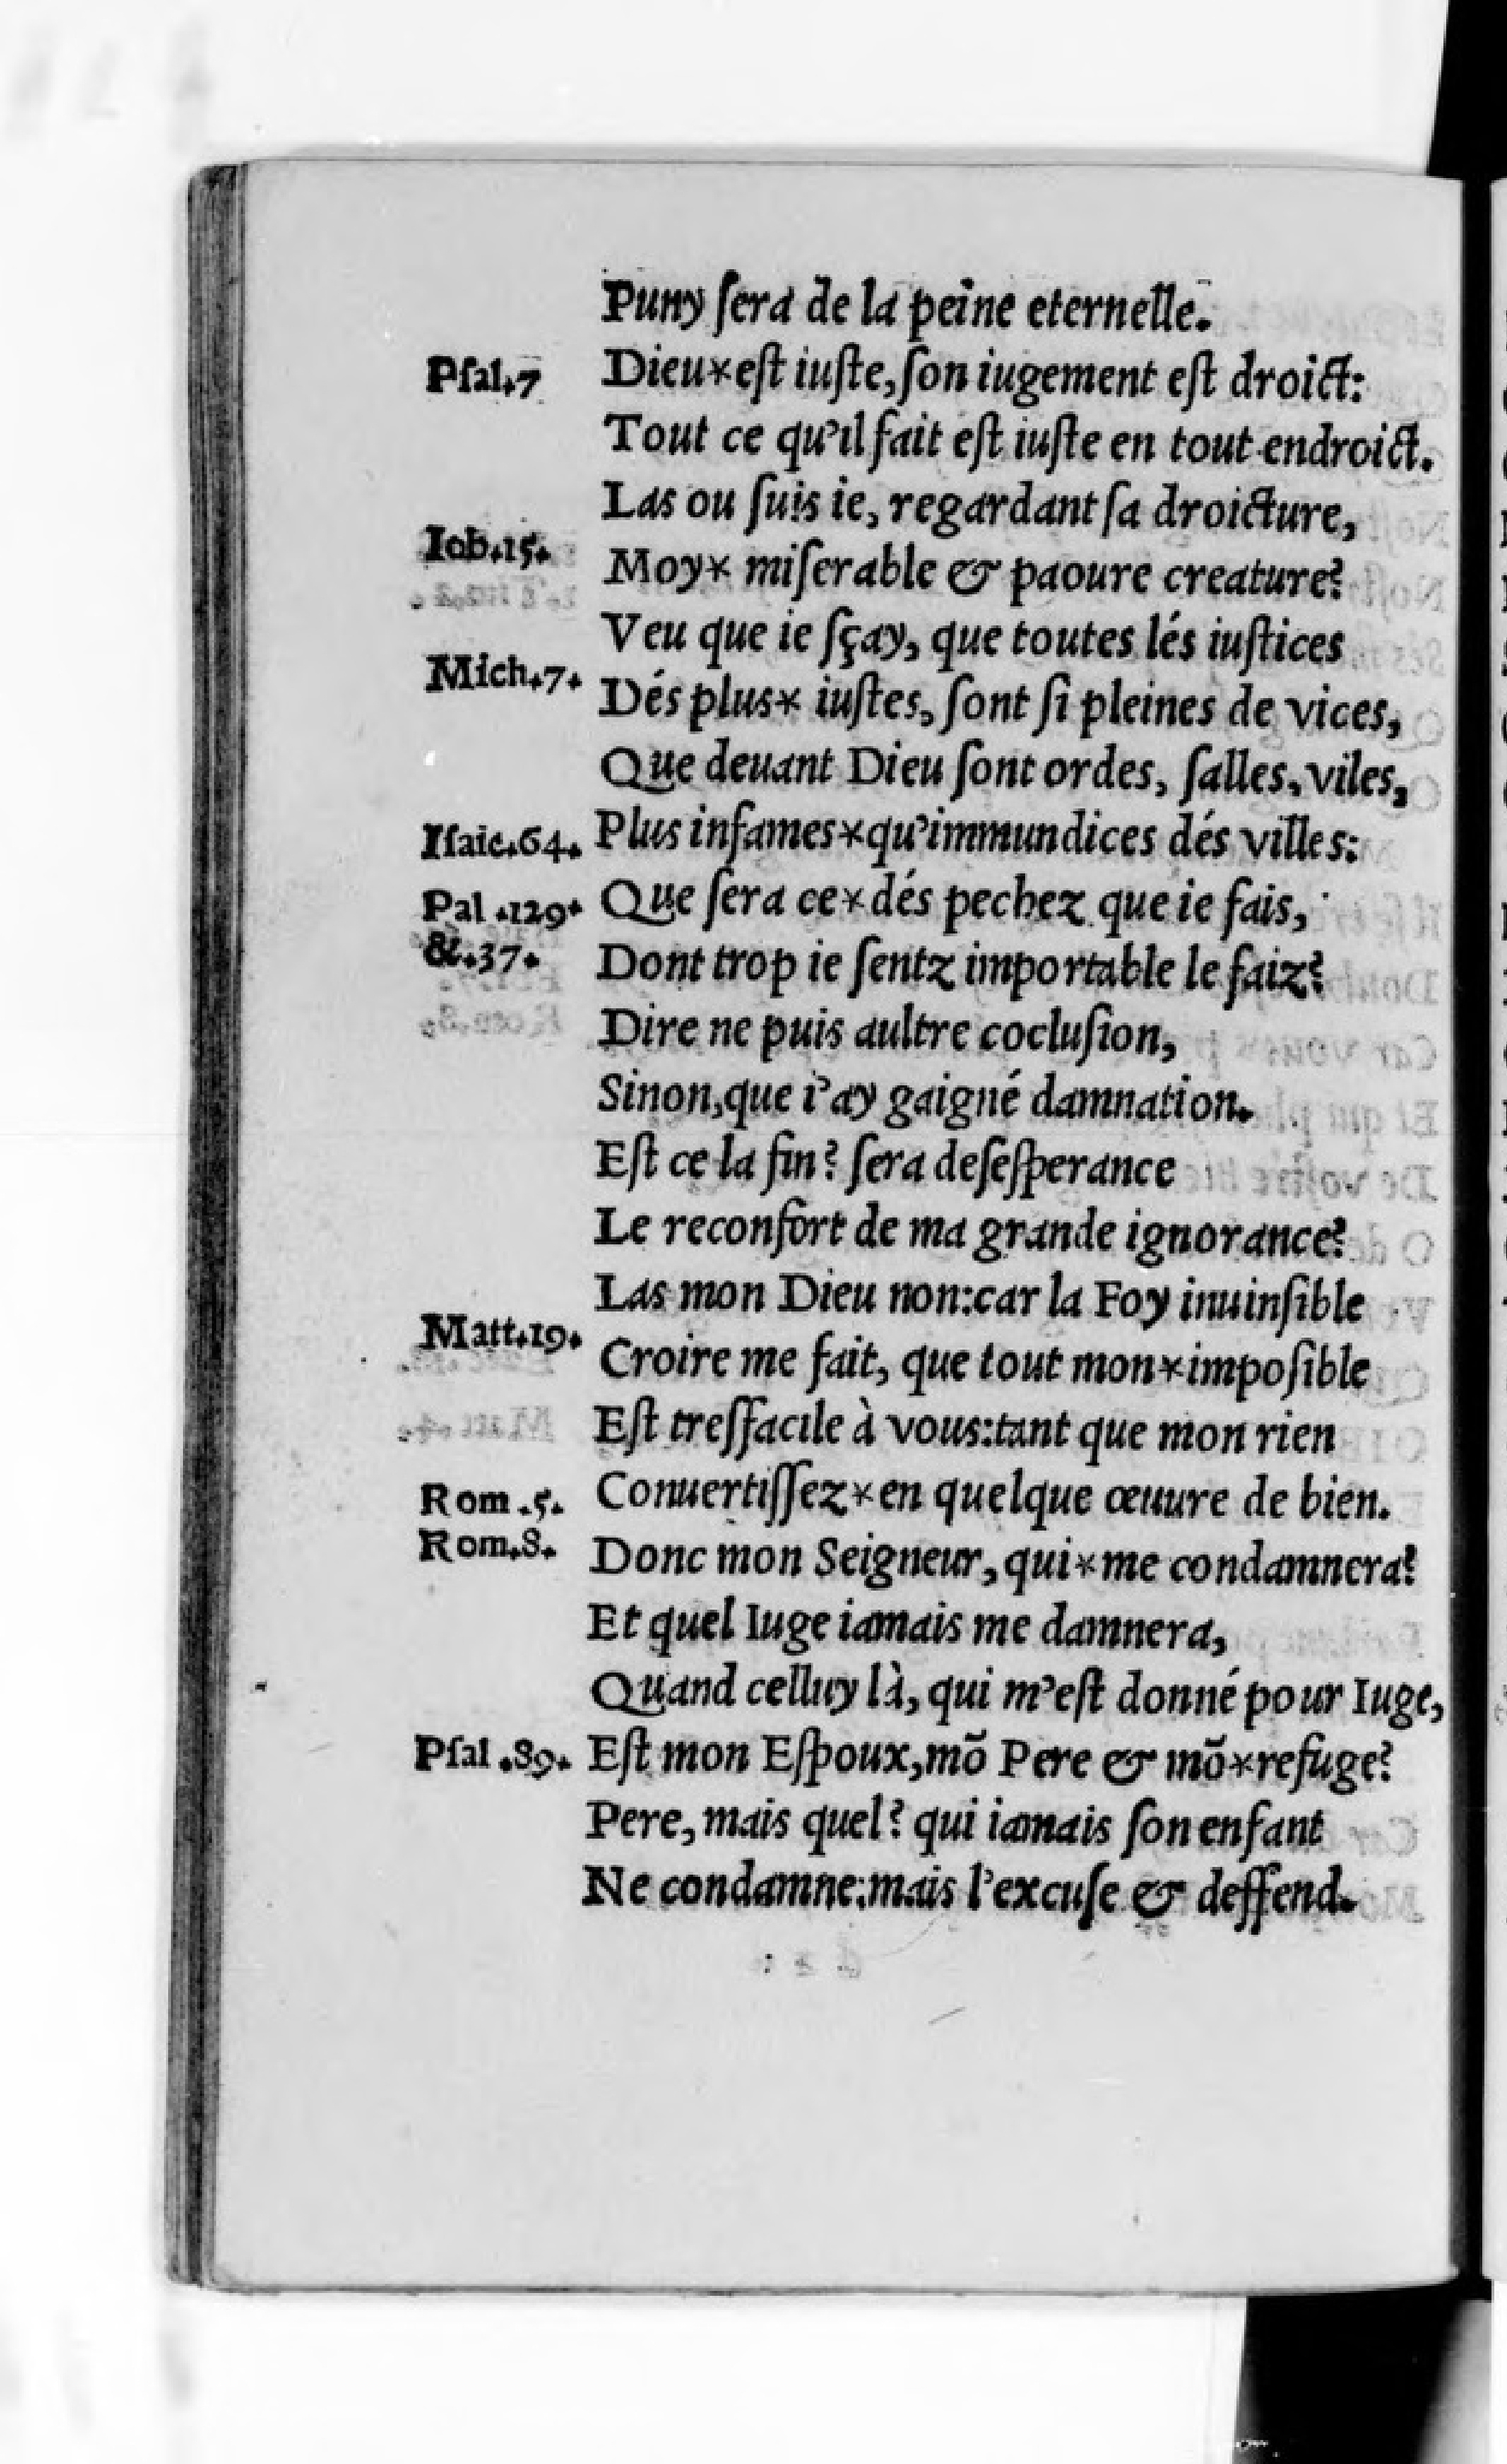 Puny ſera de la peine eternelle.
Pſal.7 Dieu*eſt iuſte, ſon iugement eſt droict:
Tout ce qu'il fait eſt iuſte en tout endroict.
Las ou ſuis ie, regardant ſa droicture,
Iob.15. Moy* miſerable & paoure creature?
Veu que ie ſçay, que toutes lés iuſtices
Mich.7. Dés plus* iuſtes, ſont ſi pleines de vices,
Que deuant Dieu ſont ordes, ſalles, viles,
Iſaie.64. Plus infames*qu'immundices dés villes:
Pal.129. Que ſera ce*dés pechez que ie fais,
&.37. Dont trop ie ſentz importable le faiz?
Dire ne puis aultre cocluſion,
Sinon, que i'ay gaigné damnation.
Eſt ce la fin? ſera deſeſperance
Le reconfort de ma grande ignorance?
Las mon Dieu non:car la Foy inuinſible
Matt.19. Croire me fait, que tout mon*impoſible
Eſt treſfacile à vous:tant que mon rien
Rom.5. Conuertiſſez*en quelque œuure de bien.
Rom.8. Donc mon Seigneur, qui*me condamnera?
Et quel Iuge iamais me damnera,
Quand celluy là, qui m'eſt donné pour Iuge,
Pſal.89. Eſt mon Eſpoux, mõ Pere & mõ*refuge?
Pere, mais quel? qui iamais ſon enfant
Ne condamne:mais l'excuſe & deffend.